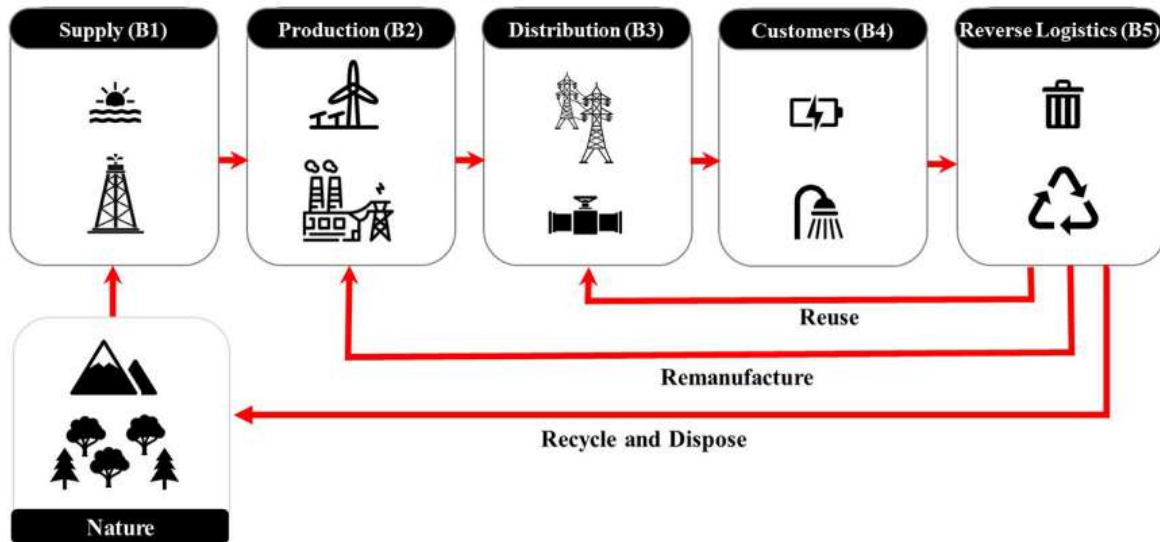 Supply (B1)
Production (B2)
Distribution (B3)
Customers (B4)
Reverse Logistics (B5)
Reuse
Remanufacture
Recycle and Dispose
Nature